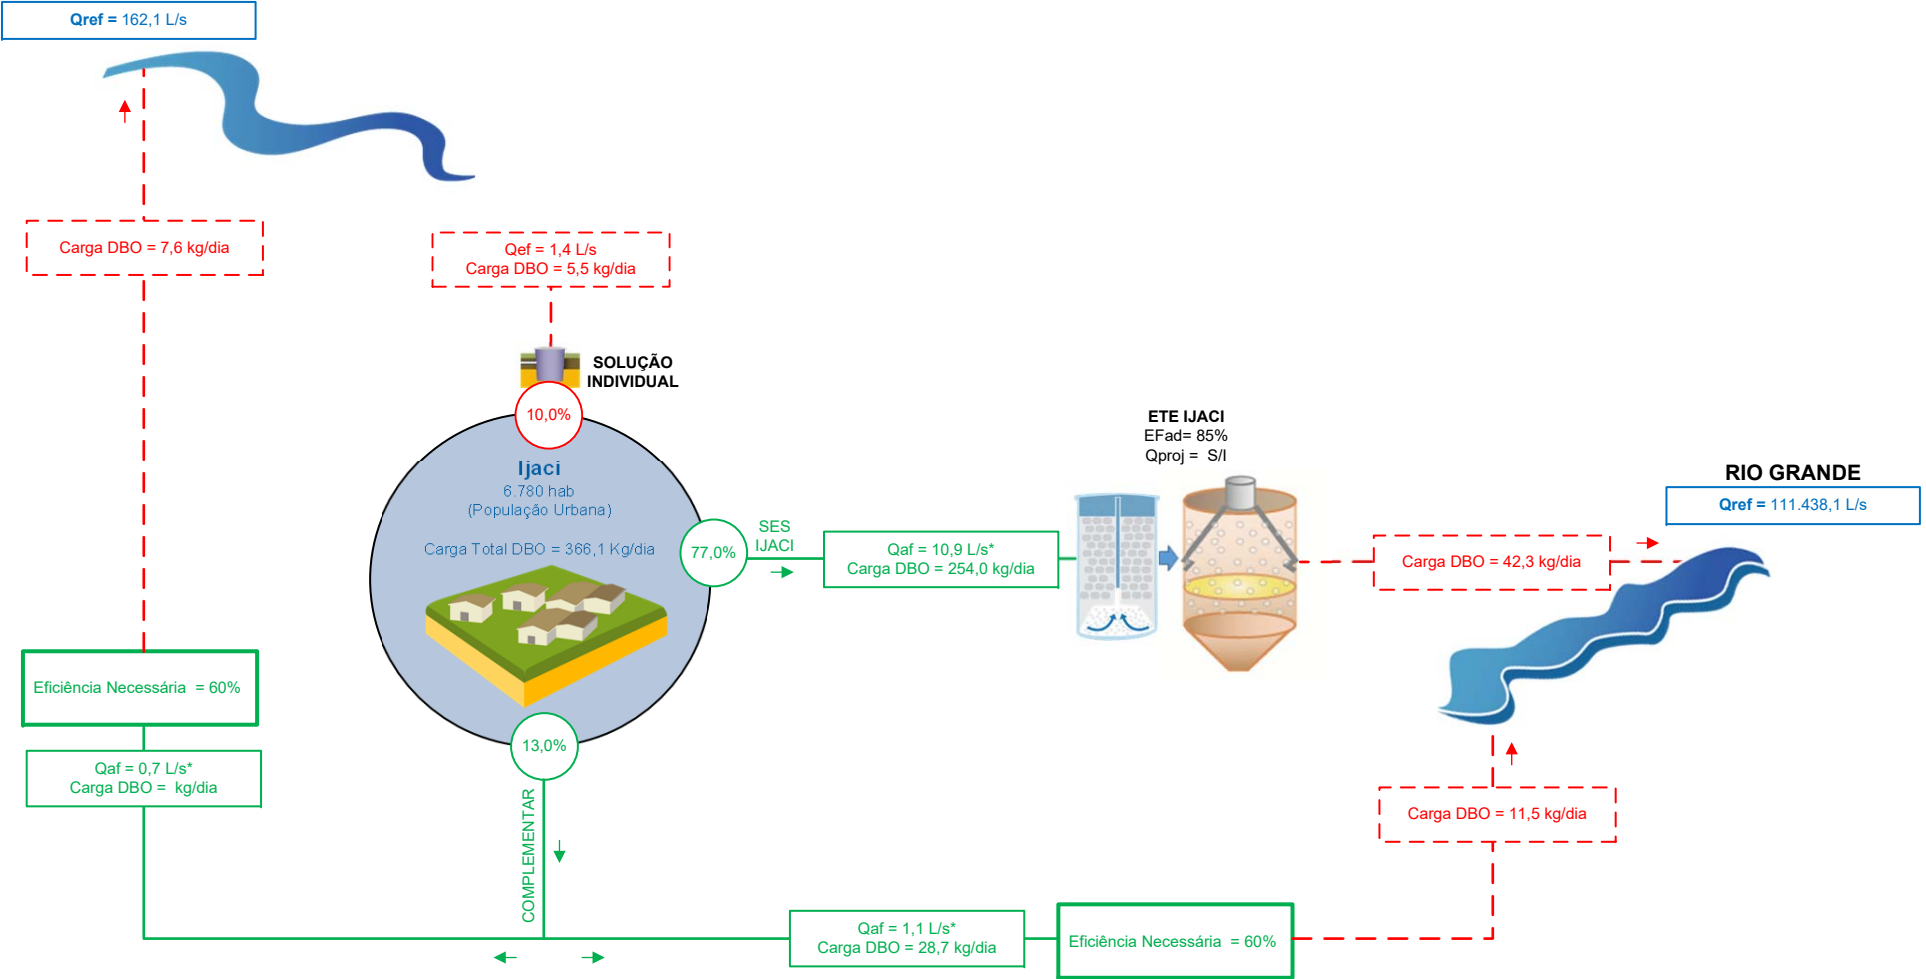 Qref = 162,1 L/s
Carga DBO = 7,6 kg/dia
Qef = 1,4 L/s
Carga DBO = 5,5 kg/dia
SOLUÇÃO
INDIVIDUAL
10,0%
Ijaci
6.780 hab
(População Urbana)
Carga Total DBO = 366,1 Kg/dia
77,0%
SES
IJACI
Qaf = 10,9 L/s*
Carga DBO = 254,0 kg/dia
ETE IJACI
EFad= 85%
Qproj = S/I
Carga DBO = 42,3 kg/dia
RIO GRANDE
Qref = 111.438,1 L/s
Eficiência Necessária = 60%
Qaf = 0,7 L/s*
Carga DBO = kg/dia
13,0%
COMPLEMENTAR
Qaf = 1,1 L/s*
Carga DBO = 28,7 kg/dia
Eficiência Necessária = 60%
Carga DBO = 11,5 kg/dia